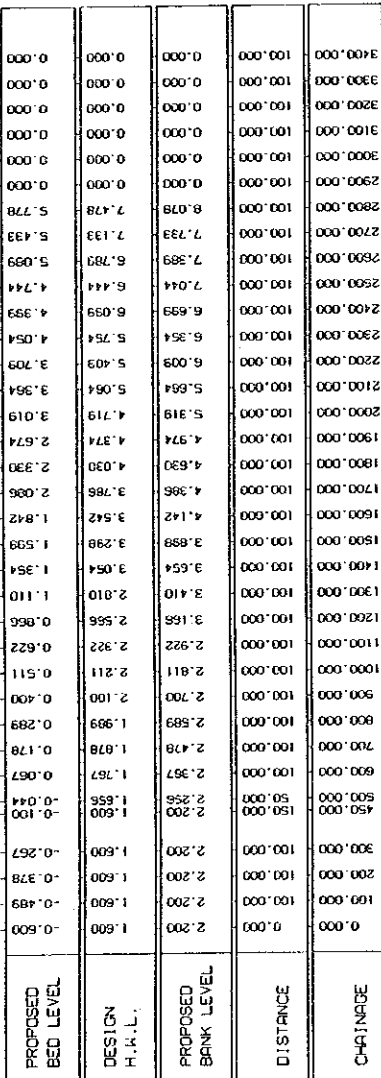 CHAINAGE
DISTANCE
PROPOSED
BANK LEVEL
DESIGN
H.W.L.
PROPOSED
BED LEVEL
0.000 0.000 2.200 1.600 -0.600
100.000 100.000 2.200 1.600 -0.489
200.000 100.000 2.200 1.600 -0.378
300.000 100.000 2.200 1.600 -0.267
450.000 150.000 2.200 1.600 -0.100
500.000 50.000 2.256 1.656 -0.044
600.000 100.000 2.367 1.767 0.067
700.000 100.000 2.478 1.878 0.178
800.000 100.000 2.589 1.989 0.289
900.000 100.000 2.700 2.100 0.400
1000.000 100.000 2.811 2.211 0.511
1100.000 100.000 2.922 2.322 0.622
1200.000 100.000 3.166 2.566 0.866
1300.000 100.000 3.410 2.810 1.110
1400.000 100.000 3.654 3.054 1.354
1500.000 100.000 3.898 3.298 1.599
1600.000 100.000 4.142 3.542 1.842
1700.000 100.000 4.386 3.786 2.086
1800.000 100.000 4.630 4.030 2.330
1900.000 100.000 4.974 4.374 2.674
2000.000 100.000 5.319 4.719 3.019
2100.000 100.000 5.664 5.064 3.364
2200.000 100.000 6.009 5.409 3.709
2300.000 100.000 6.354 5.754 4.054
2400.000 100.000 6.699 6.099 4.399
2500.000 100.000 7.044 6.444 4.744
2600.000 100.000 7.389 6.789 5.089
2700.000 100.000 7.733 7.133 5.433
2800.000 100.000 8.078 7.478 5.778
2900.000 100.000 0.000 0.000 0.000
3000.000 100.000 0.000 0.000 0.000
3100.000 100.000 0.000 0.000 0.000
3200.000 100.000 0.000 0.000 0.000
3300.000 100.000 0.000 0.000 0.000
3400.000 100.000 0.000 0.000 0.000